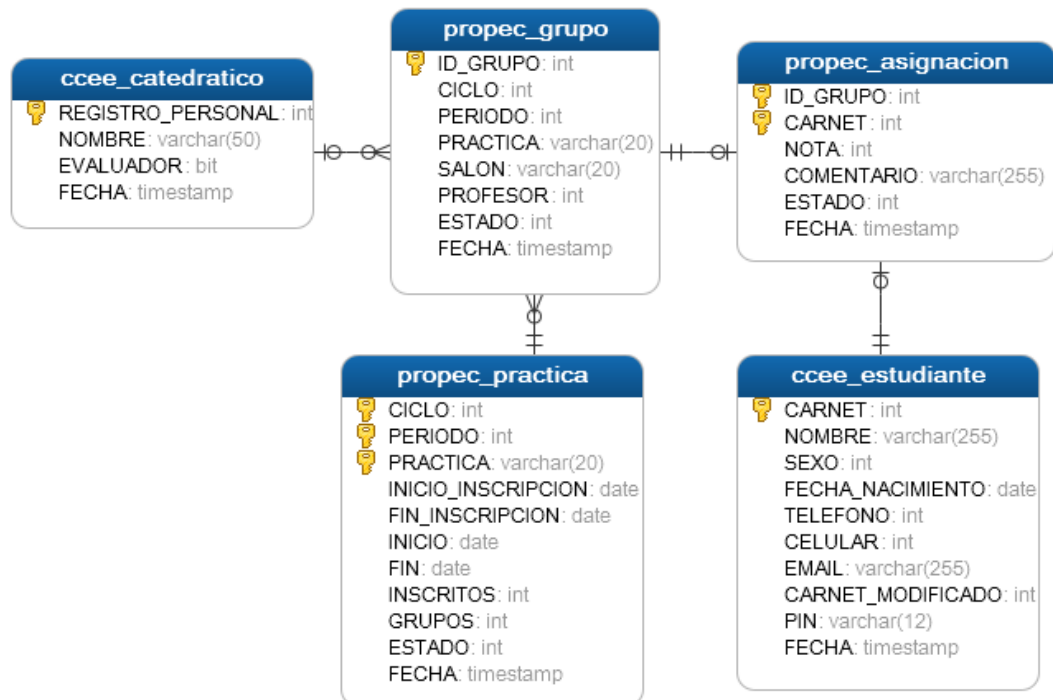 ccee_catedratico
REGISTRO_PERSONAL: int
NOMBRE: varchar(50)
EVALUADOR: bit
FECHA: timestamp
propec_grupo
ID_GRUPO: int
CICLO: int
PERIODO: int
PRACTICA: varchar(20)
SALON: varchar(20)
PROFESOR: int
ESTADO: int
FECHA: timestamp
propec_asignacion
ID_GRUPO: int
CARNET: int
NOTA: int
COMENTARIO: varchar(255)
ESTADO: int
FECHA: timestamp
propec_practica
CICLO: int
PERIODO: int
PRACTICA: varchar(20)
INICIO_INSCRIPCION: date
FIN_INSCRIPCION: date
INICIO: date
FIN: date
INSCRITOS: int
GRUPOS: int
ESTADO: int
FECHA: timestamp
ccee_estudiante
CARNET: int
NOMBRE: varchar(255)
SEXO: int
FECHA_NACIMIENTO: date
TELEFONO: int
CELULAR: int
EMAIL: varchar(255)
CARNET_MODIFICADO: int
PIN: varchar(12)
FECHA: timestamp